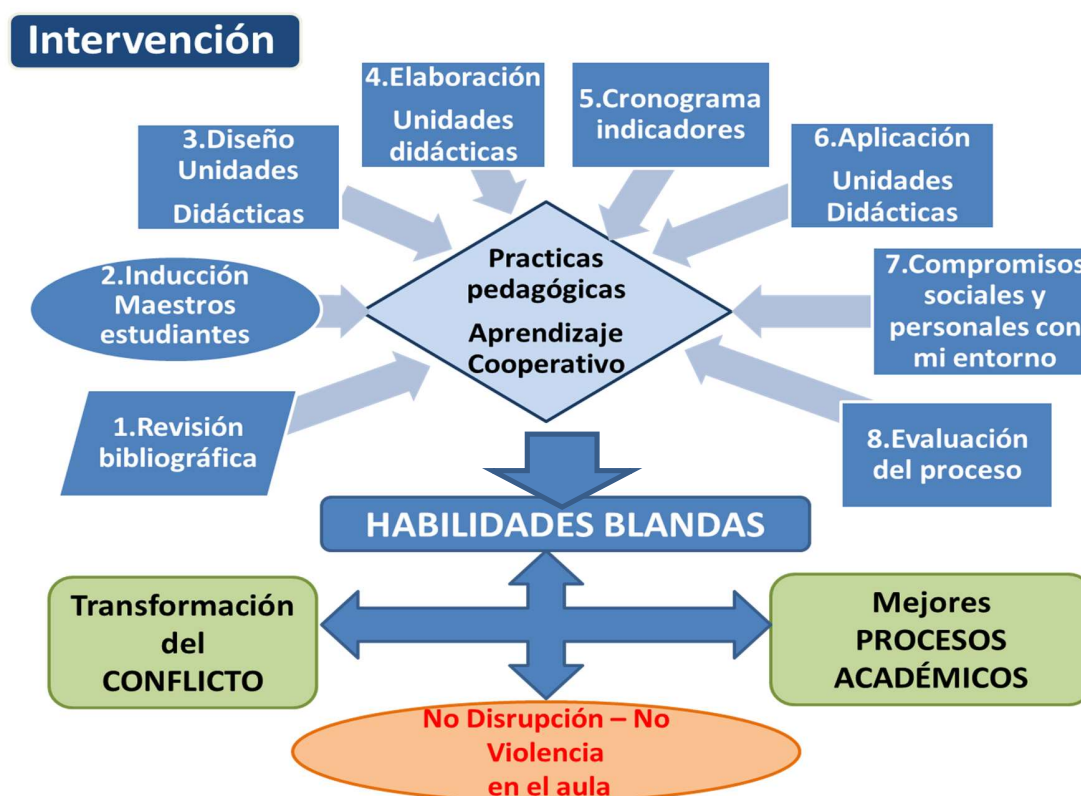 Intervención
4.Elaboración
Unidades
didácticas
5.Cronograma
indicadores
3.Diseño
Unidades
Didácticas
6.Aplicación
Unidades
Didácticas
2.Inducción
Maestros
estudiantes
Practicas
pedagógicas
Aprendizaje
Cooperativo
7.Compromisos
sociales y
personales con
mi entorno
1.Revisión
bibliográfica
8.Evaluación
del proceso
HABILIDADES BLANDAS
Transformación
del
CONFLICTO
Mejores
PROCESOS
ACADÉMICOS
No Disrupción – No
Violencia
en el aula